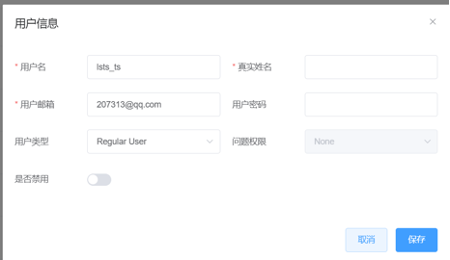 用户信息
* 用户名 lsts_ts * 真实姓名
* 用户邮箱 207313@qq.com 用户密码
用户类型 Regular User 问题权限 None
是否禁用
取消 保存